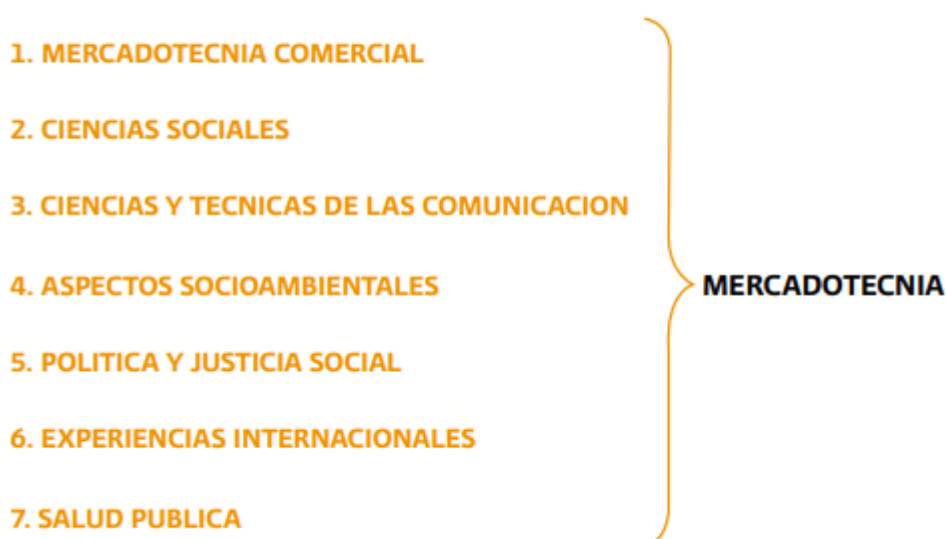 1. MERCADOTECNIA COMERCIAL
2. CIENCIAS SOCIALES
3. CIENCIAS Y TECNICAS DE LAS COMUNICACION
4. ASPECTOS SOCIOAMBIENTALES
MERCADOTECNIA
5. POLITICA Y JUSTICIA SOCIAL
6. EXPERIENCIAS INTERNACIONALES
7. SALUD PUBLICA